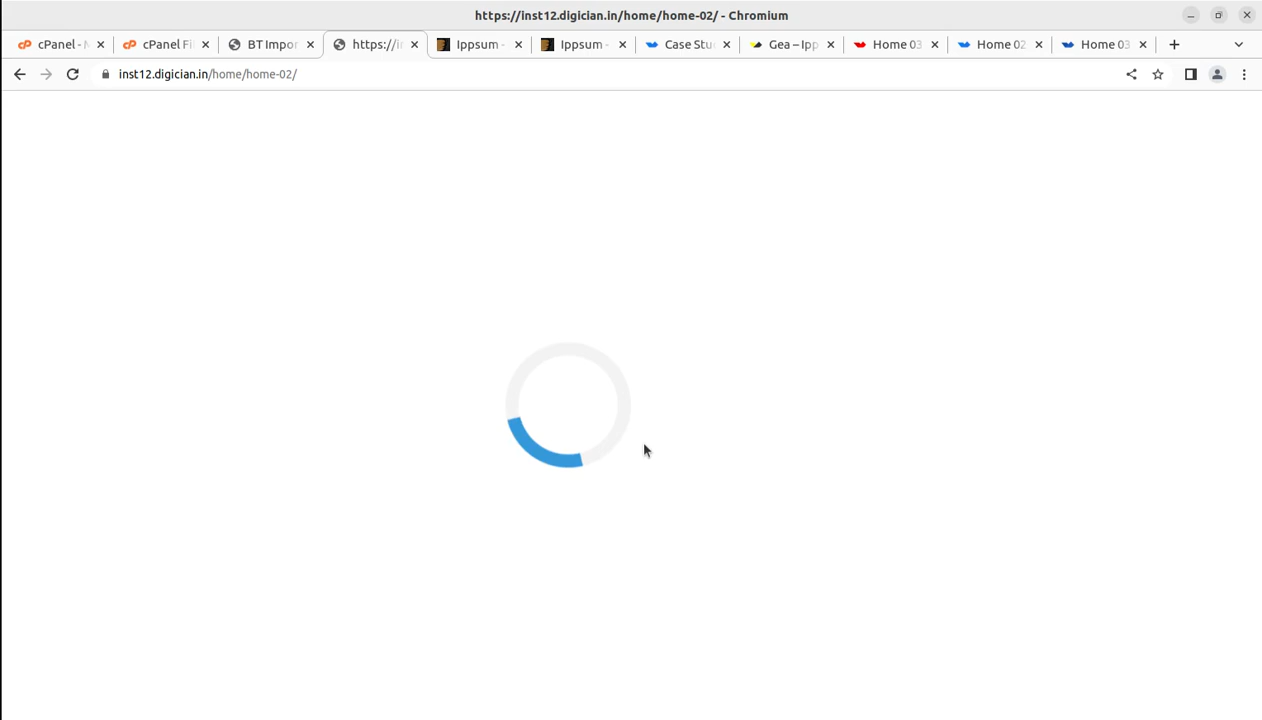 https://inst12.digician.in/home/home-02/ - Chromium
cPanel - cPanel Fi BT Impor https://i Ippsum - Ippsum - Case Stu Gea – Ipp Home 03 Home 02 Home 03
inst12.digician.in/home/home-02/